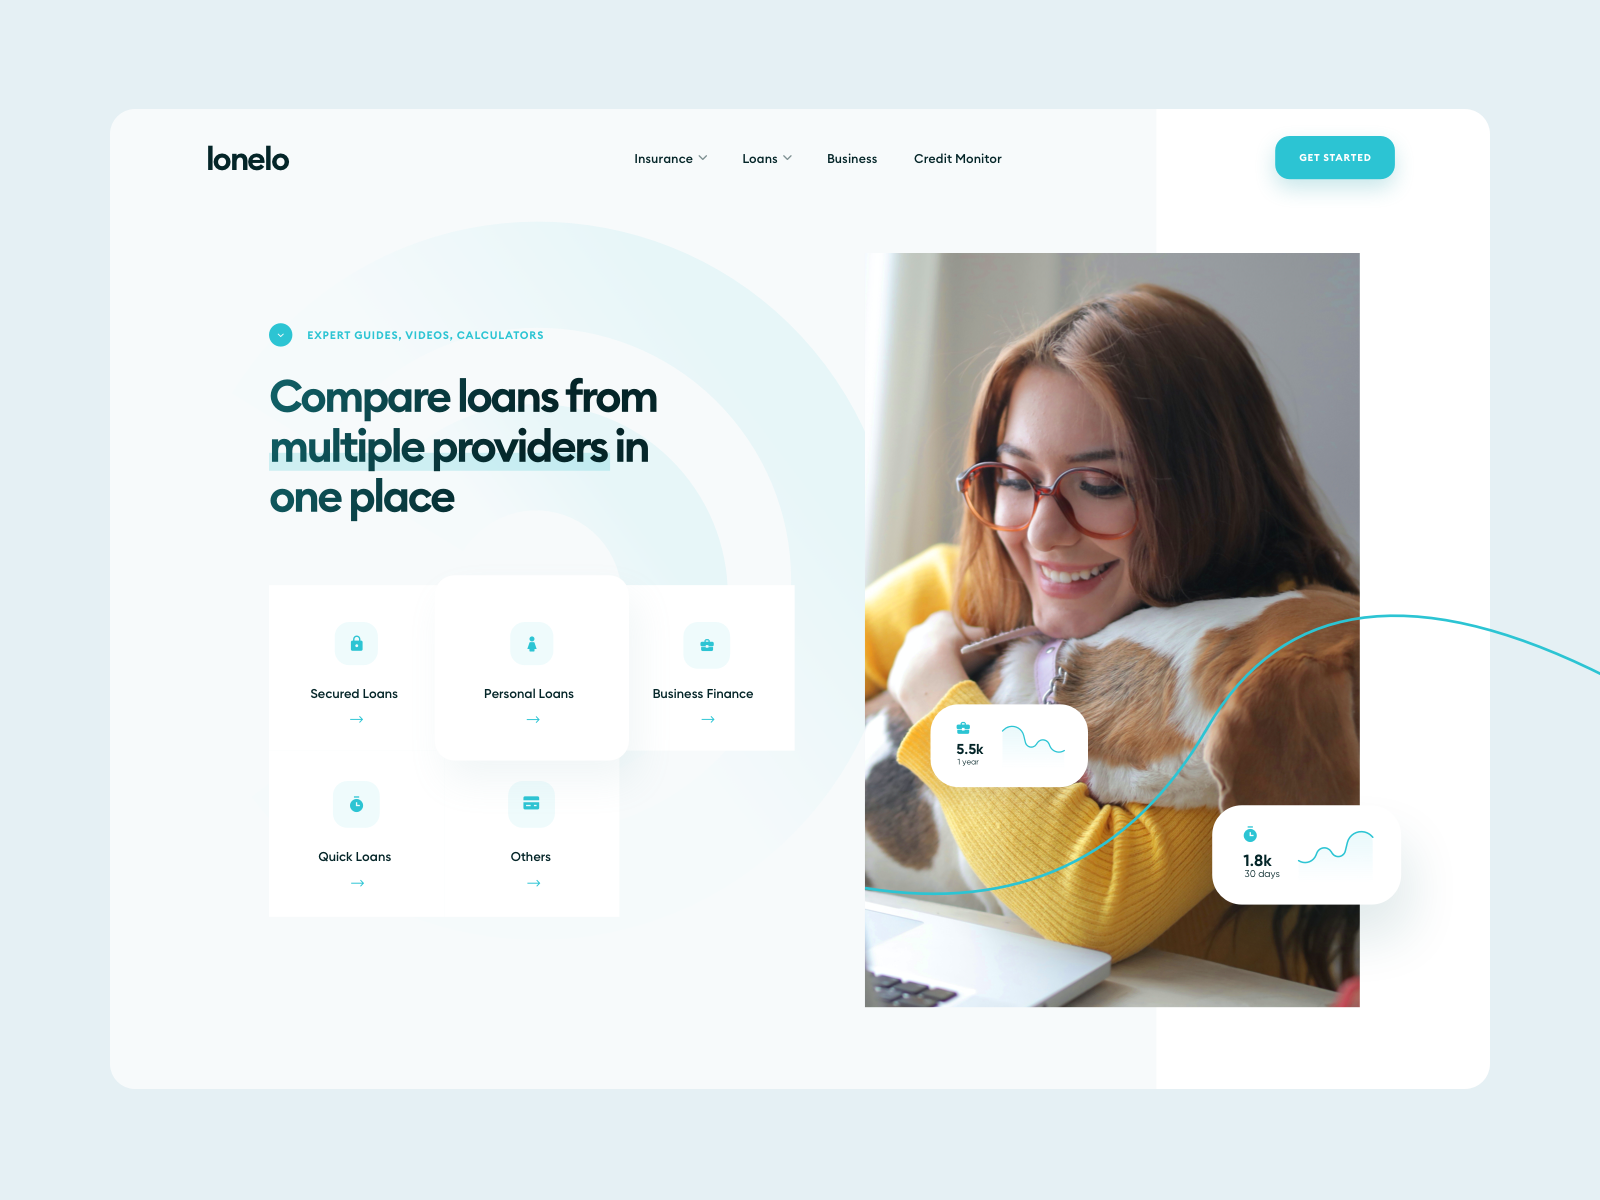 lonelo
Insurance
Loans
Business
Credit Monitor
GET STARTED
EXPERT GUIDES, VIDEOS, CALCULATORS
Compare loans from
multiple providers in
one place
Secured Loans
Personal Loans
Business Finance
Quick Loans
Others
5.5k
1 year
1.8k
30 days